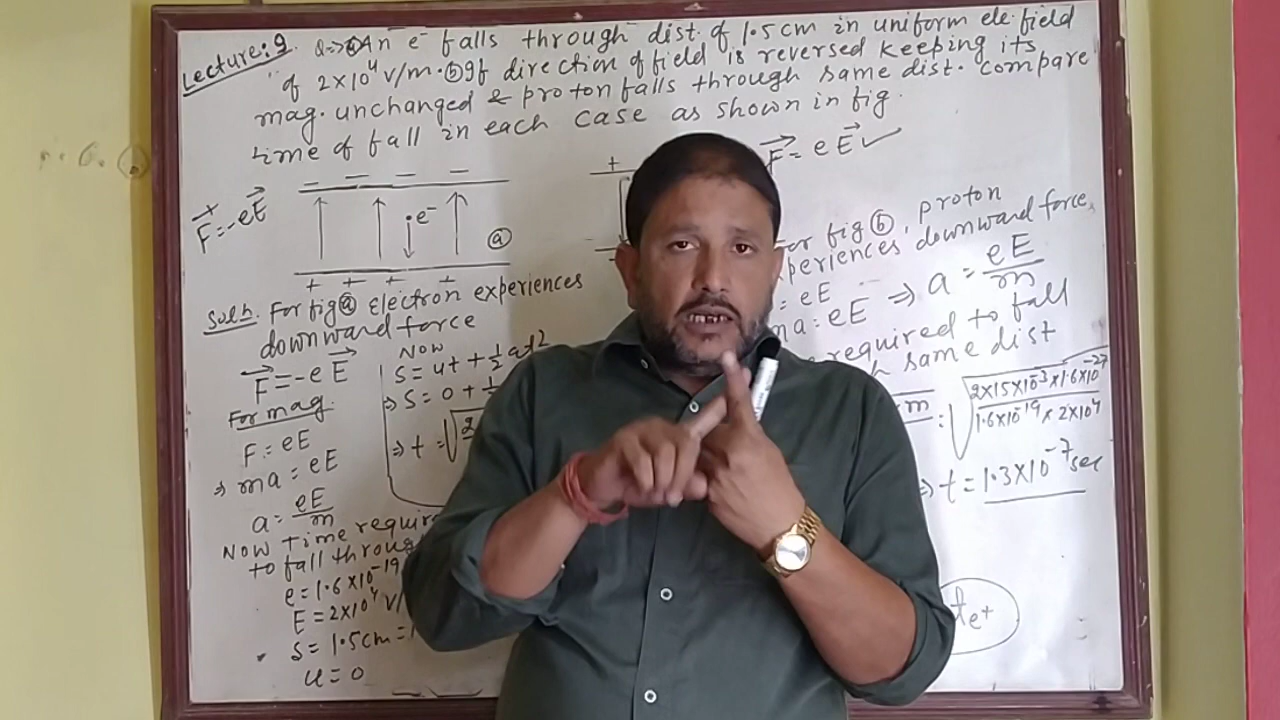 Lecture: 9. Q⇒ ⓐ An e⁻ falls through dist. of 1.5 cm in uniform ele. field
of 2×10⁴ v/m. ⓑ If direction of field is reversed keeping its
mag. unchanged & proton falls through same dist. Compare
time of fall in each case as shown in fig.
F = -eE
e⁻
ⓐ
+ + + +
F = eE ✓
Soln. For fig ⓐ electron experiences
downward force
F = -e E
For mag.
F = eE
⇒ ma = eE
a = eE/m
Now time
to fall
e = 1.6×10⁻¹⁹
E = 2×10⁴ V/
S = 1.5cm =
u = 0
Now
S = ut + ½at²
⇒ S = 0 + ½
⇒ t = √2
For fig ⓑ, proton
experiences downward force
= eE
ma = eE ⇒ a = eE/m
required to fall
same dist
m : √(2×15×10⁻³×1.6×10⁻²⁷ / 1.6×10⁻¹⁹ × 2×10⁴)
⇒ t = 1.3×10⁻⁷ sec